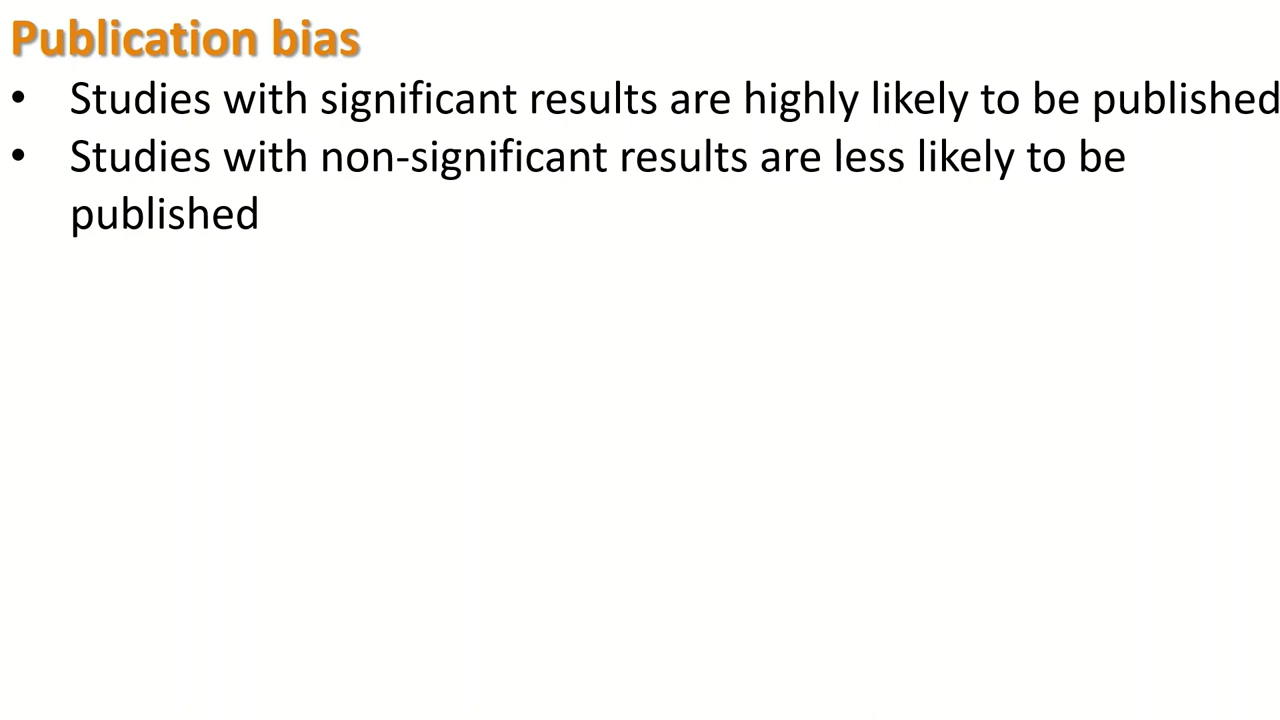 Publication bias
• Studies with significant results are highly likely to be published
• Studies with non-significant results are less likely to be
published